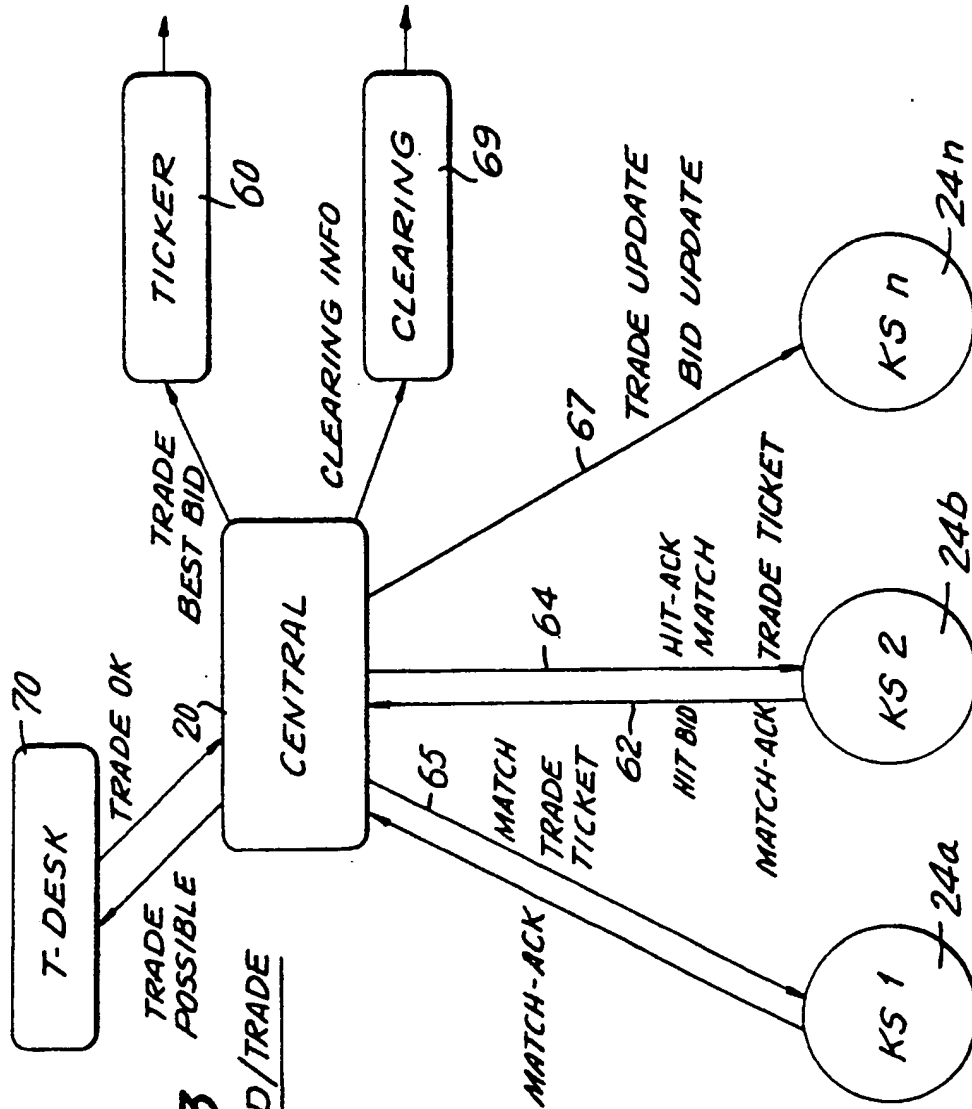 70
T-DESK
TRADE OK
TRADE
POSSIBLE
3
D/TRADE
20
CENTRAL
TRADE
BEST BID
TICKER
60
CLEARING INFO
CLEARING
69
MATCH-ACK
65
MATCH
TRADE
TICKET
62
HIT BID
MATCH-ACK
64
HIT-ACK
MATCH
TRADE TICKET
67
TRADE UPDATE
BID UPDATE
KS 1
24a
KS 2
24b
KS n
24n